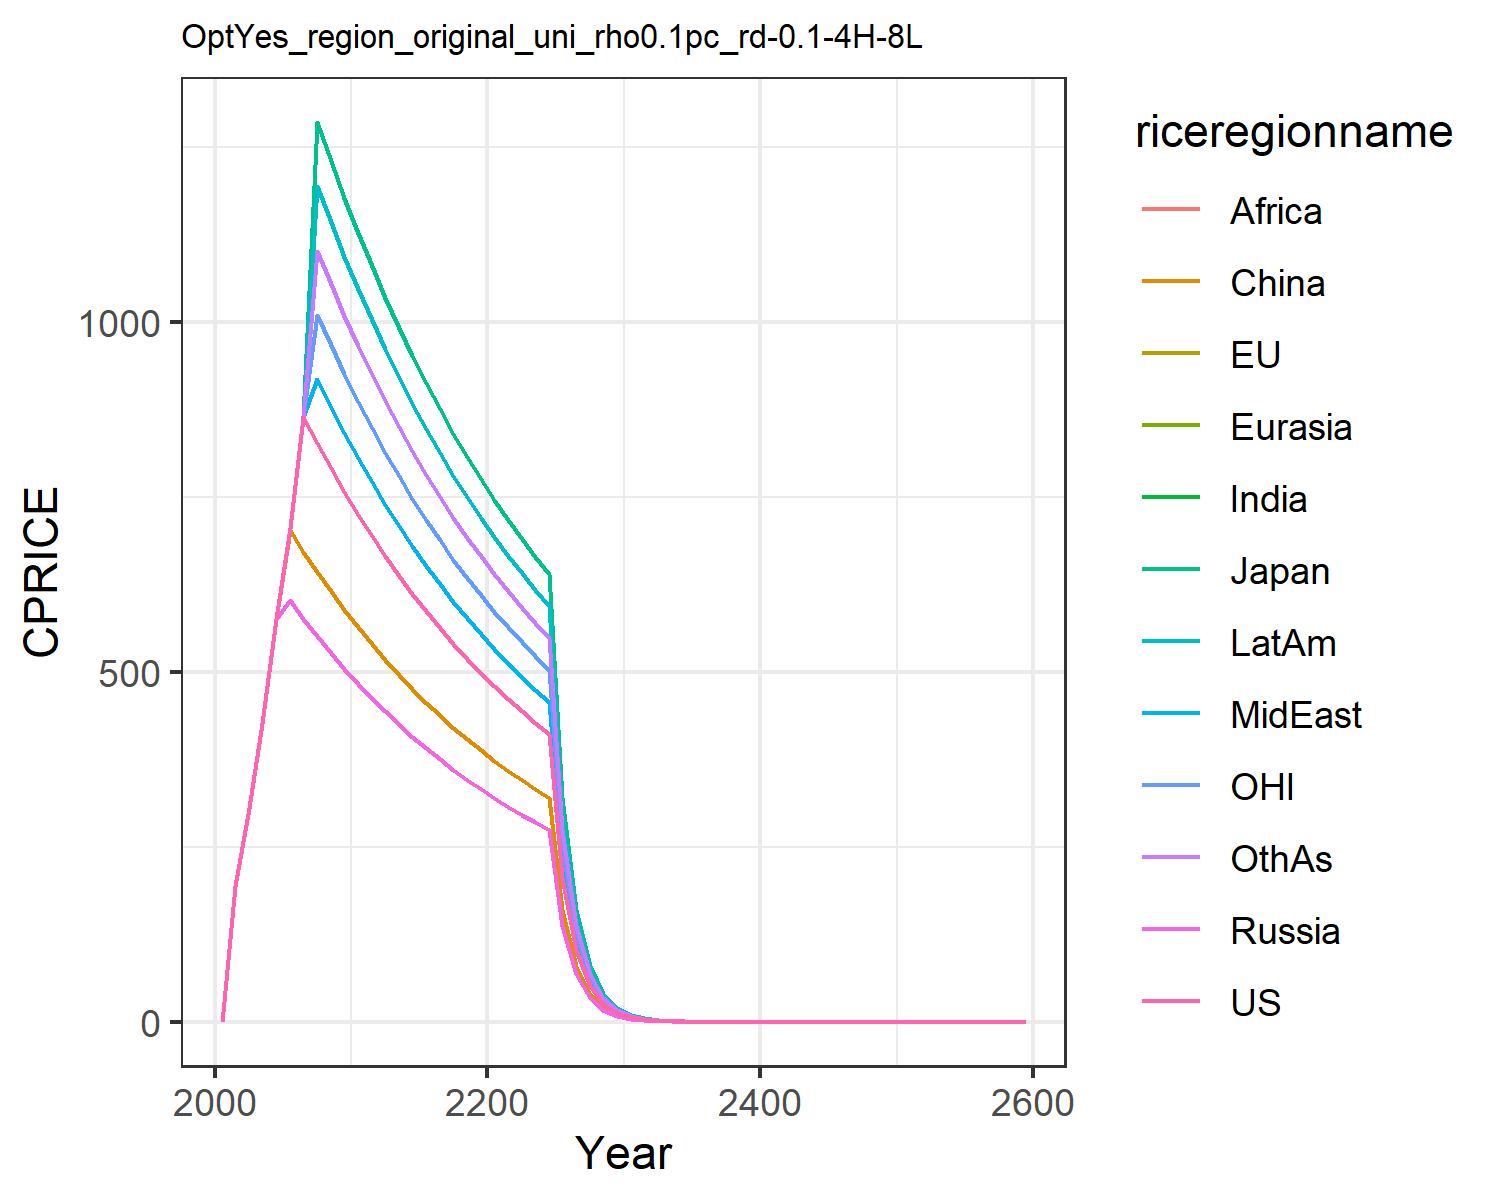 OptYes_region_original_uni_rho0.1pc_rd-0.1-4H-8L
riceregionname
Africa
China
EU
Eurasia
India
Japan
LatAm
MidEast
OHI
OthAs
Russia
US
CPRICE
1000
500
0
2000 2200 2400 2600
Year